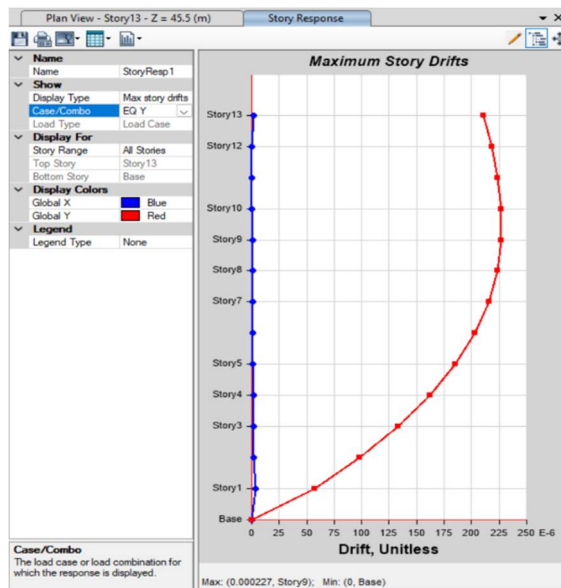 Plan View - Story13 - Z = 45.5 (m)
Story Response
Name
Name StoryResp1
Show
Display Type Max story drifts
Case/Combo EQ Y
Load Type Load Case
Display For
Story Range All Stories
Top Story Story13
Bottom Story Base
Display Colors
Global X Blue
Global Y Red
Legend
Legend Type None
Case/Combo
The load case or load combination for
which the response is displayed.
Maximum Story Drifts
Story13
Story12
Story10
Story9
Story8
Story7
Story5
Story4
Story3
Story1
Base
0 25 50 75 100 125 150 175 200 225 250 E-6
Drift, Unitless
Max: (0.000227, Story9); Min: (0, Base)